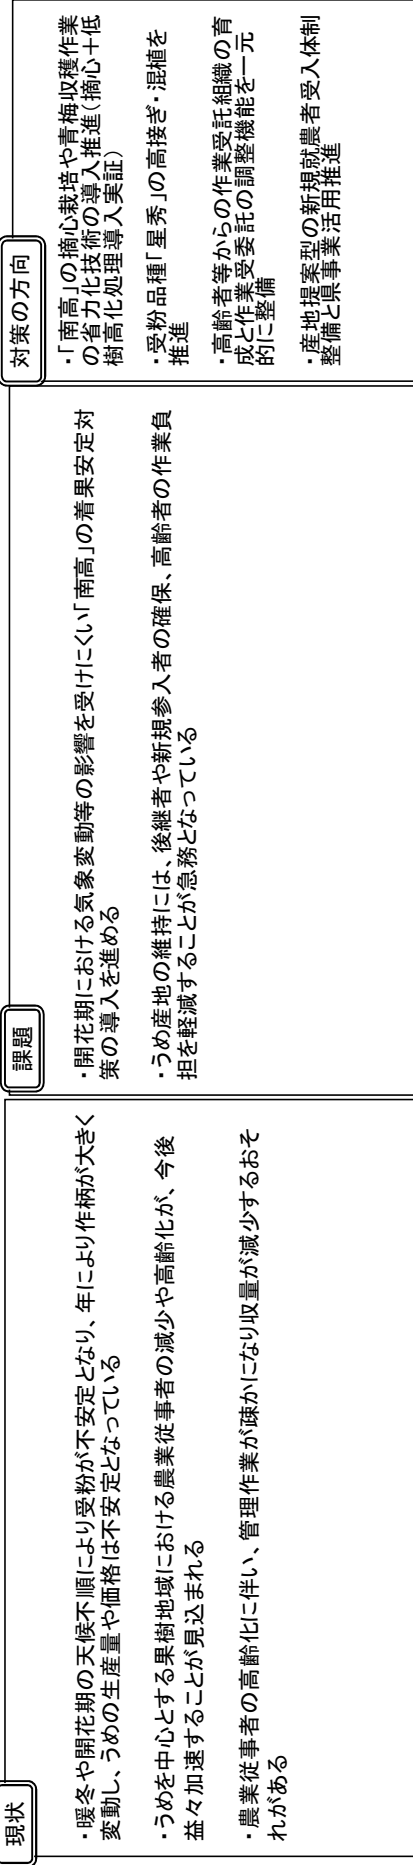 現状
・暖冬や開花期の天候不順により受粉が不安定となり、年により作柄が大きく
変動し、うめの生産量や価格は不安定となっている
・うめを中心とする果樹地域における農業従事者の減少や高齢化が、今後
益々加速することが見込まれる
・農業従事者の高齢化に伴い、管理作業が疎かになり収量が減少するおそ
れがある
課題
・開花期における気象変動等の影響を受けにくい「南高」の着果安定対
策の導入を進める
・うめ産地の維持には、後継者や新規参入者の確保、高齢者の作業負
担を軽減することが急務となっている
対策の方向
・「南高」の摘心栽培や青梅収穫作業
の省力化技術の導入推進（摘心＋低
樹高化処理導入実証）
・受粉品種「星秀」の高接ぎ・混植を
推進
・高齢者等からの作業受託組織の育
成と作業受委託の調整機能を一元
的に整備
・産地提案型の新規就農者受入体制
整備と県事業活用推進